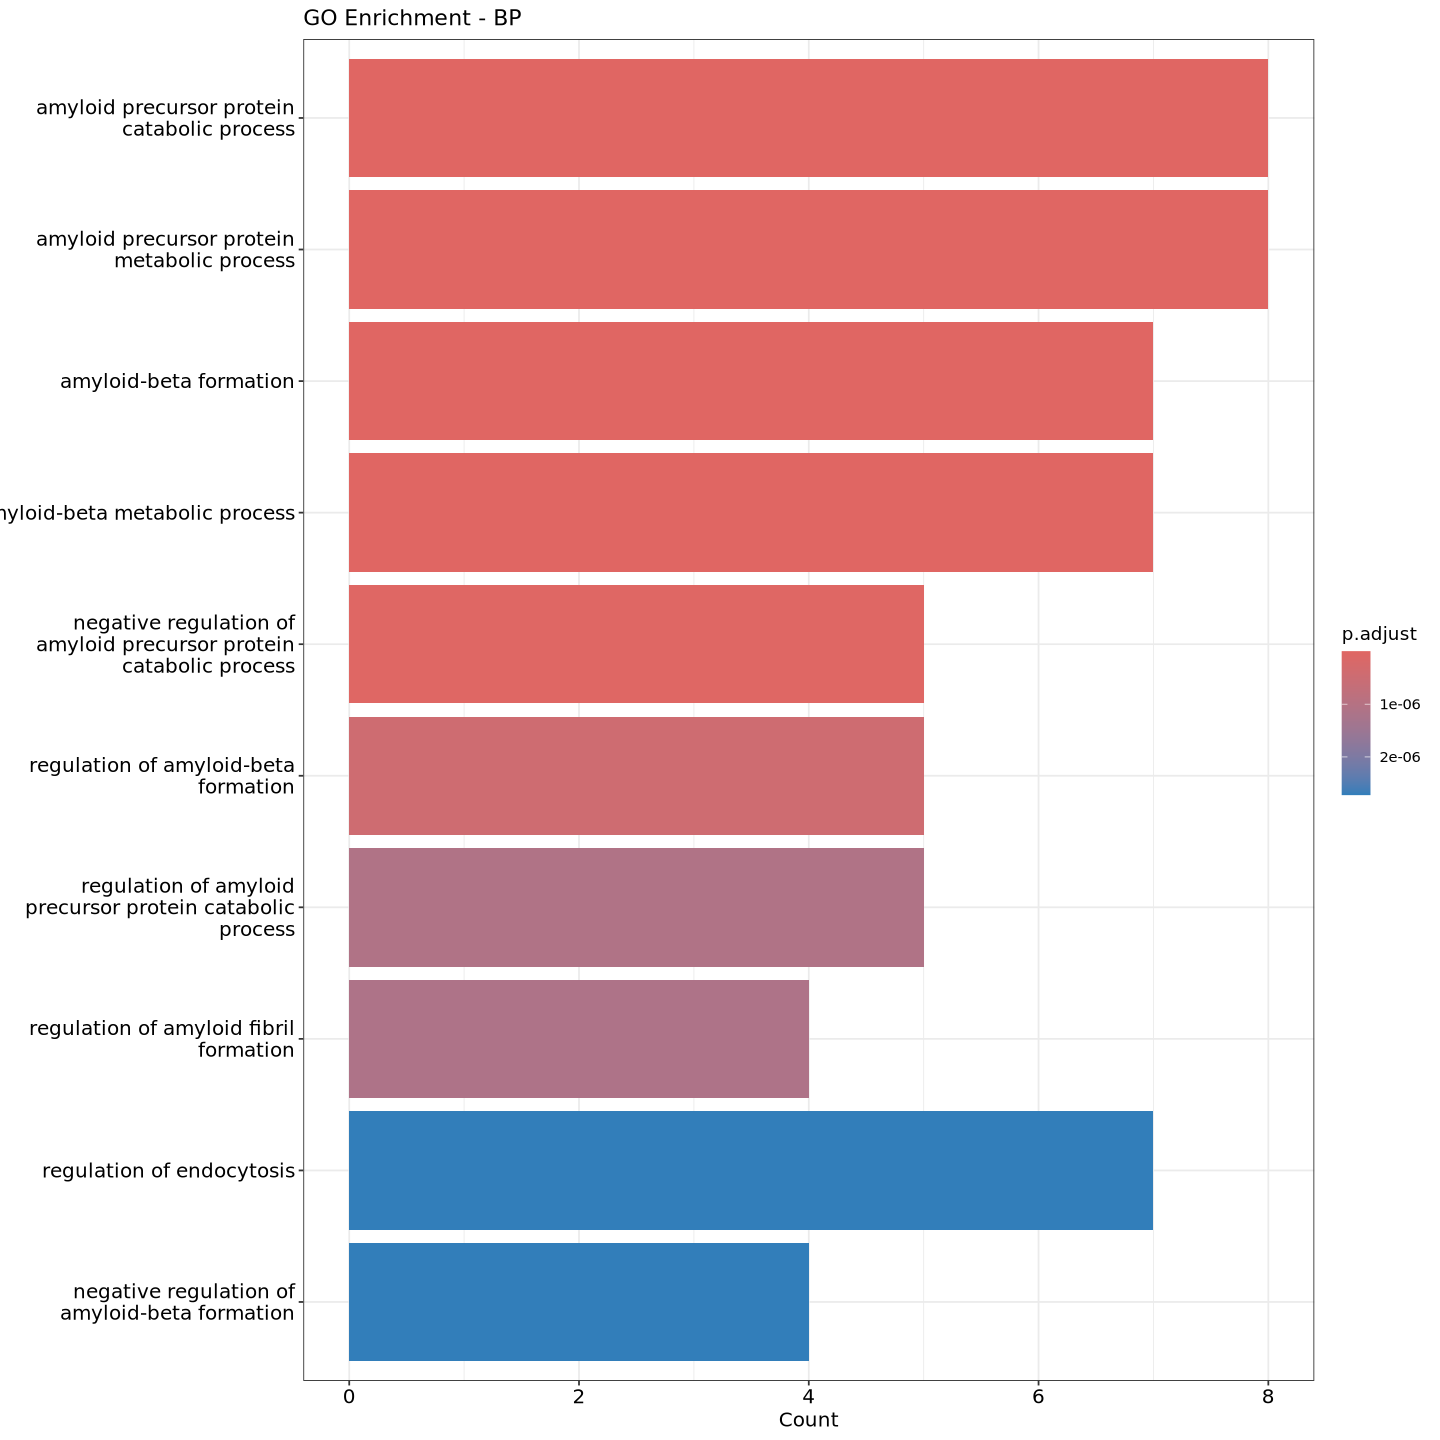 GO Enrichment - BP
amyloid precursor protein
catabolic process
amyloid precursor protein
metabolic process
amyloid-beta formation
myloid-beta metabolic process
negative regulation of
amyloid precursor protein
catabolic process
regulation of amyloid-beta
formation
regulation of amyloid
precursor protein catabolic
process
regulation of amyloid fibril
formation
regulation of endocytosis
negative regulation of
amyloid-beta formation
0 2 4 6 8
Count
p.adjust
1e-06
2e-06